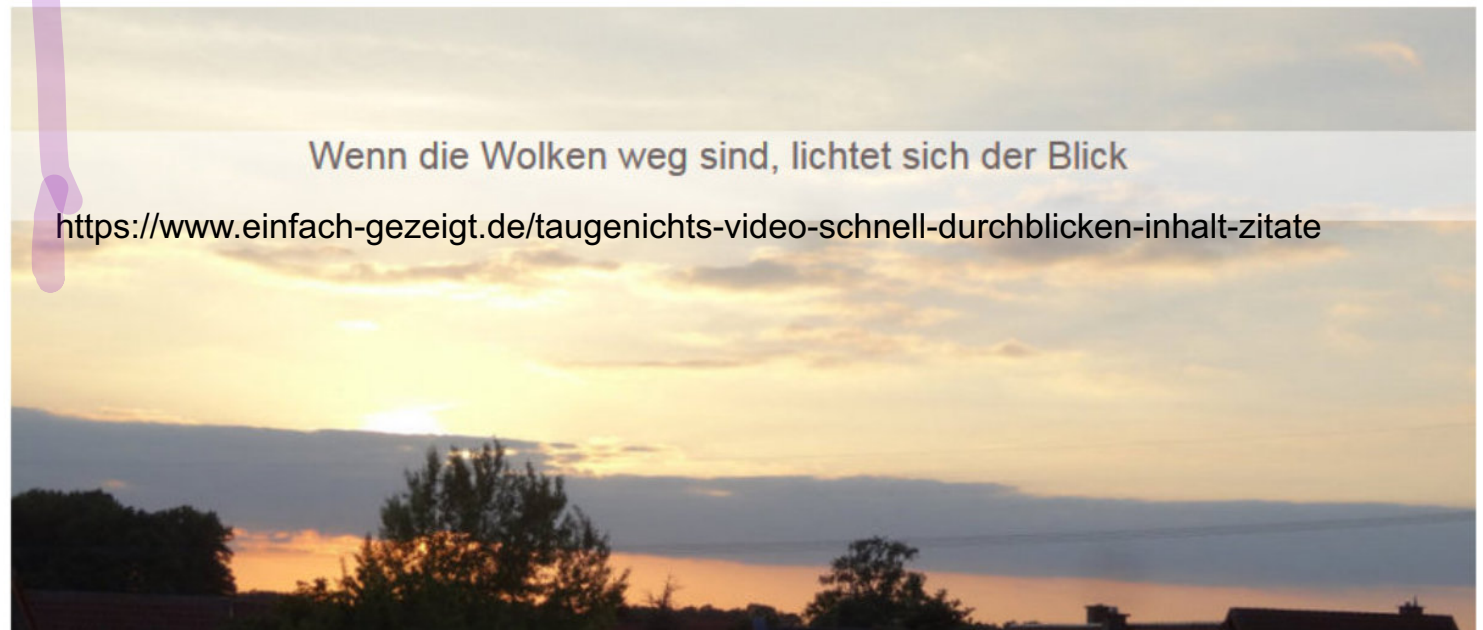 Wenn die Wolken weg sind, lichtet sich der Blick
https://www.einfach-gezeigt.de/taugenichts-video-schnell-durchblicken-inhalt-zitate